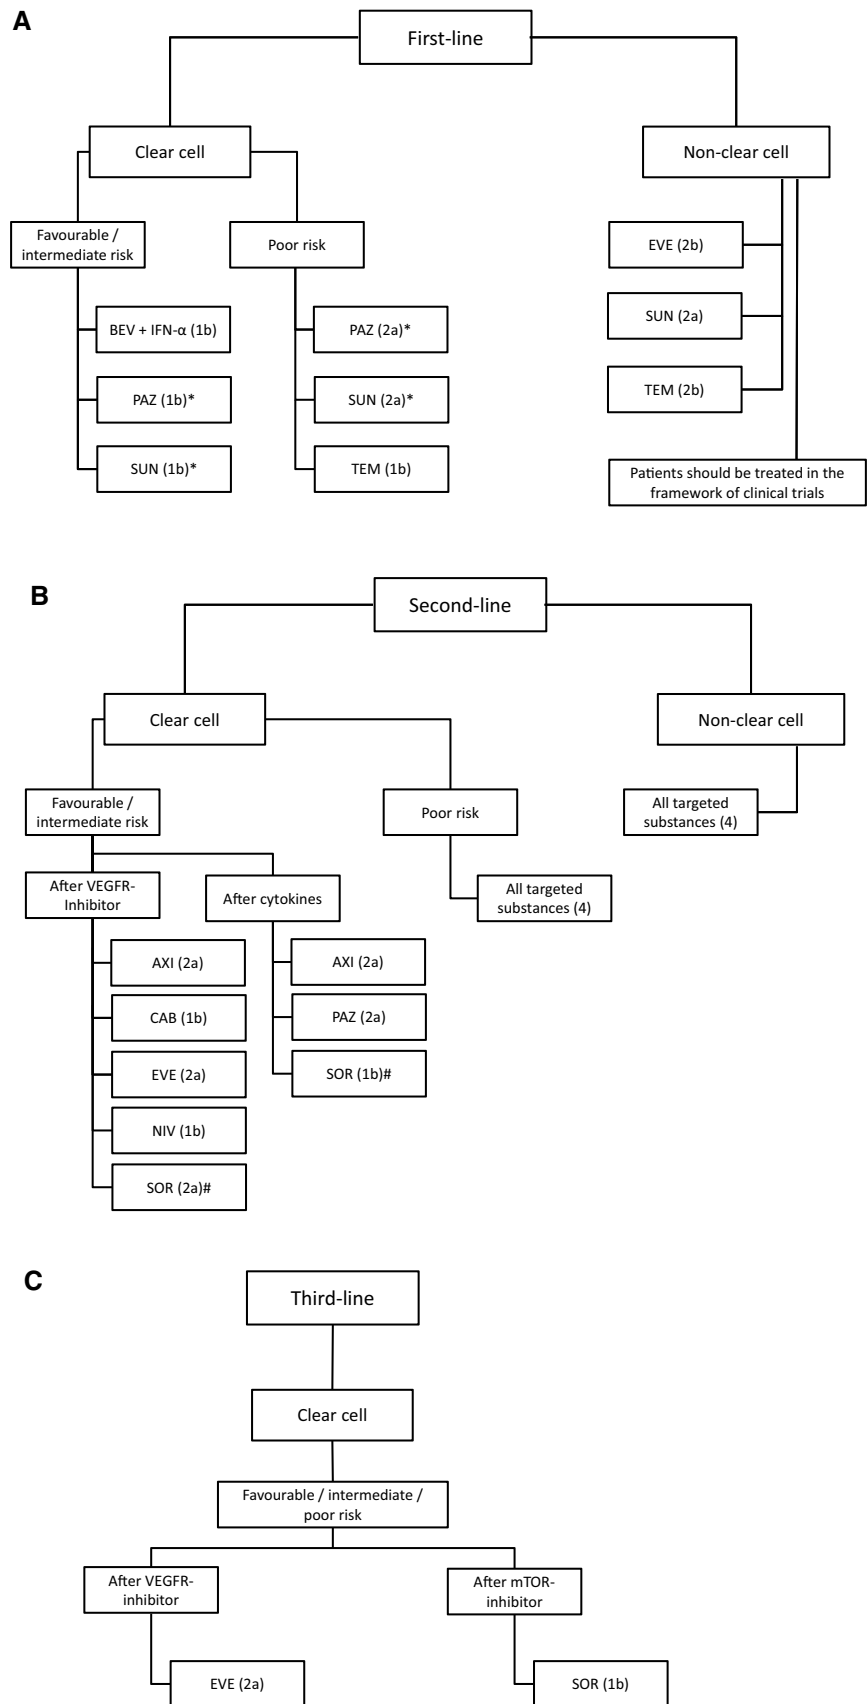 A
First-line
Clear cell
Non-clear cell
Favourable /
intermediate risk
Poor risk
BEV + IFN-α (1b)
PAZ (1b)*
SUN (1b)*
PAZ (2a)*
SUN (2a)*
TEM (1b)
EVE (2b)
SUN (2a)
TEM (2b)
Patients should be treated in the
framework of clinical trials
B
Second-line
Clear cell
Non-clear cell
Favourable /
intermediate risk
Poor risk
All targeted
substances (4)
After VEGFR-
Inhibitor
After cytokines
All targeted
substances (4)
AXI (2a)
CAB (1b)
EVE (2a)
NIV (1b)
SOR (2a)#
AXI (2a)
PAZ (2a)
SOR (1b)#
C
Third-line
Clear cell
Favourable / intermediate /
poor risk
After VEGFR-
inhibitor
After mTOR-
inhibitor
EVE (2a)
SOR (1b)